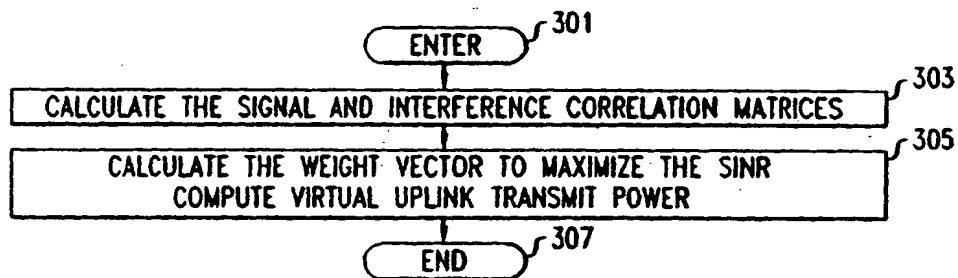 301
ENTER
303
CALCULATE THE SIGNAL AND INTERFERENCE CORRELATION MATRICES
305
CALCULATE THE WEIGHT VECTOR TO MAXIMIZE THE SINR
COMPUTE VIRTUAL UPLINK TRANSMIT POWER
307
END